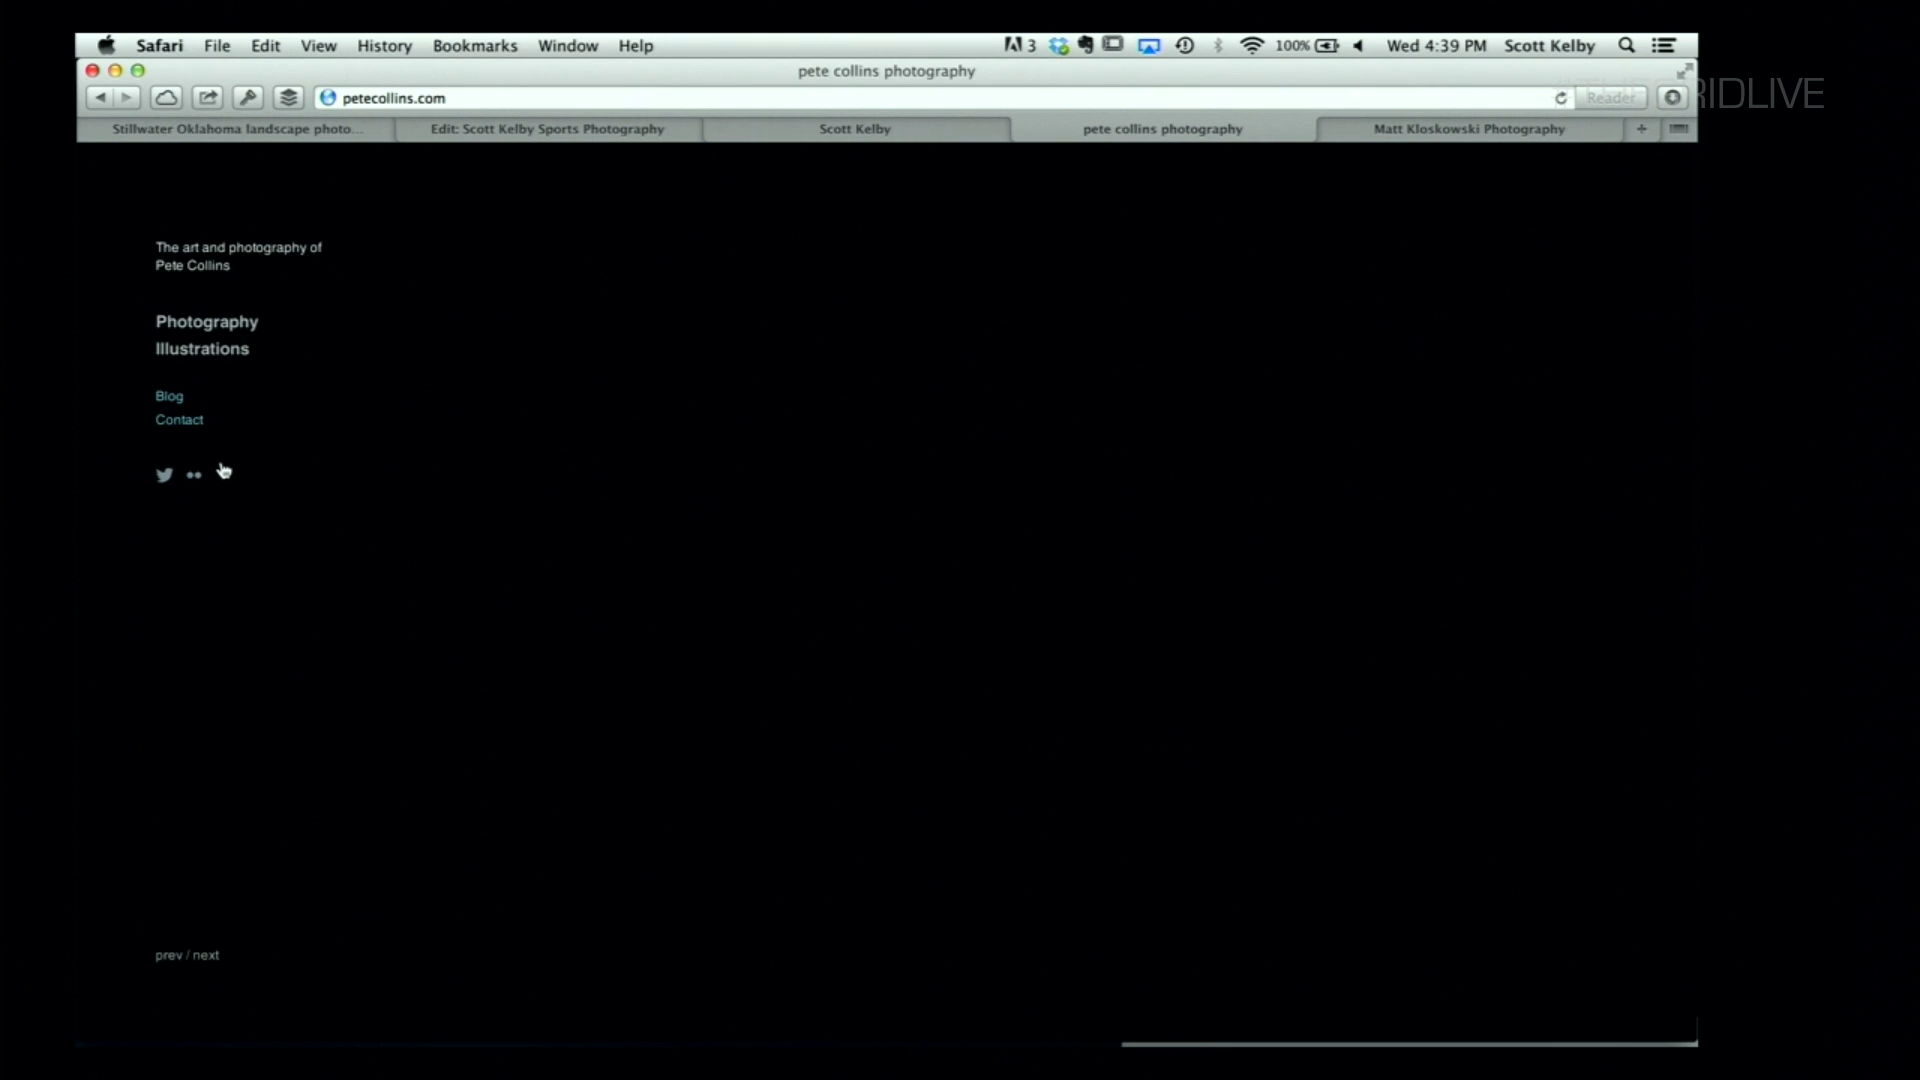 Safari File Edit View History Bookmarks Window Help 3 100% Wed 4:39 PM Scott Kelby
pete collins photography
petecollins.com Reader
RIDLIVE
Stillwater Oklahoma landscape photo... Edit: Scott Kelby Sports Photography Scott Kelby pete collins photography Matt Kloskowski Photography +
The art and photography of
Pete Collins
Photography
Illustrations
Blog
Contact
prev / next